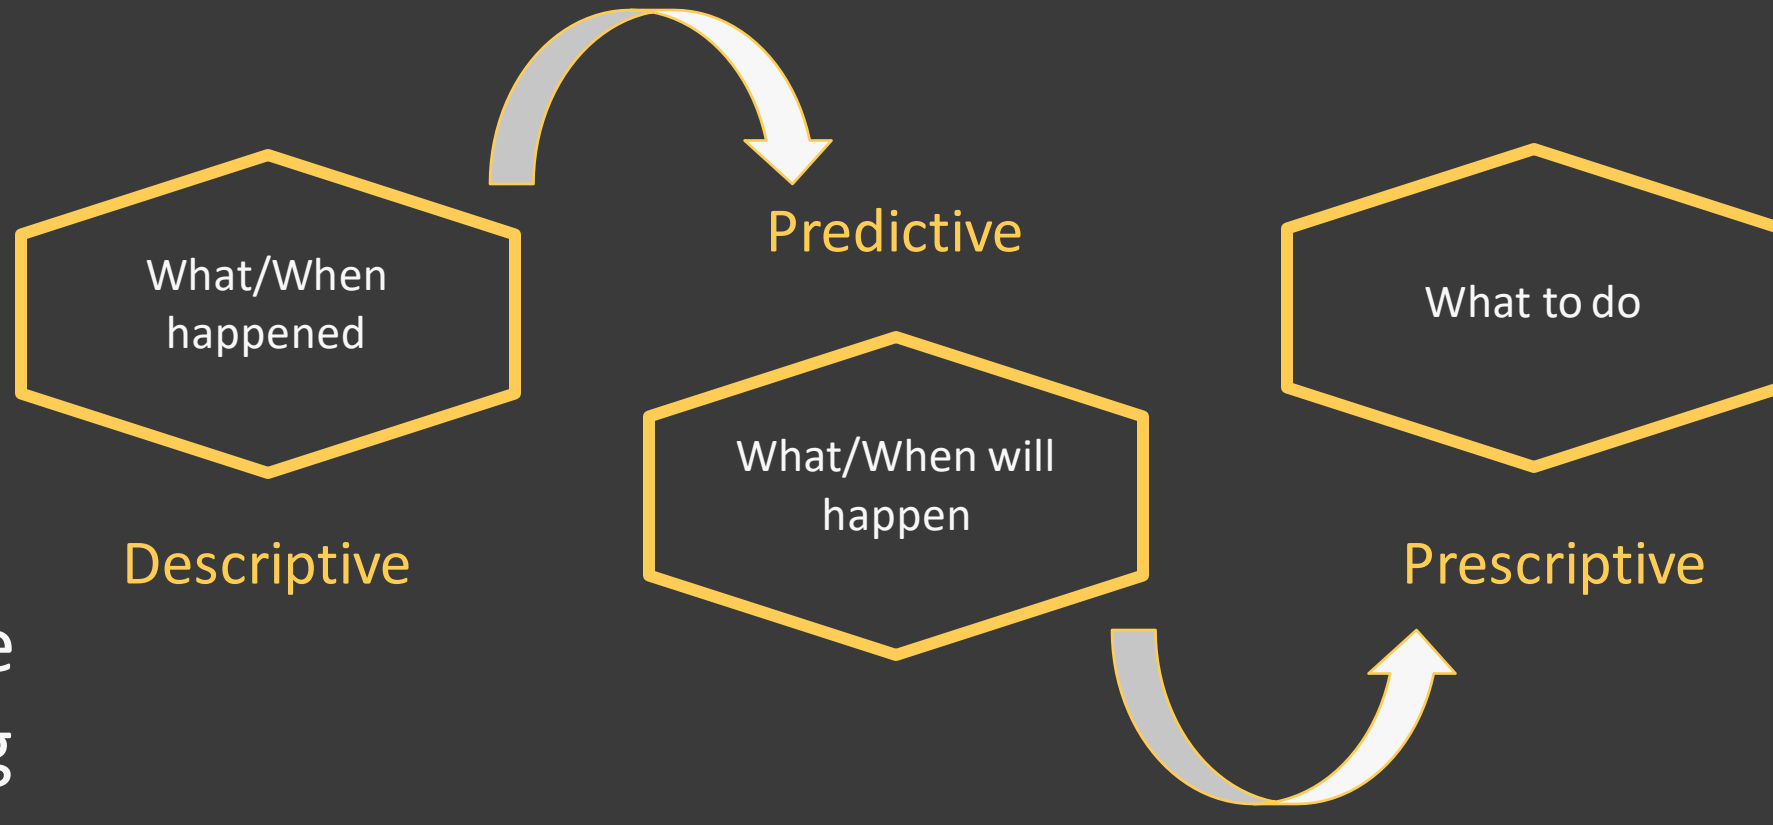 What/When
happened
Descriptive
Predictive
What/When will
happen
What to do
Prescriptive
e
g